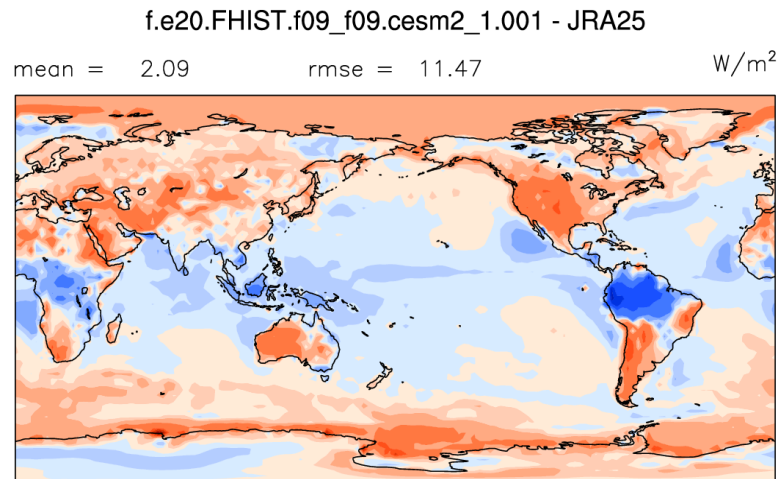 f.e20.FHIST.f09_f09.cesm2_1.001 - JRA25
mean = 2.09 rmse = 11.47 W/m²